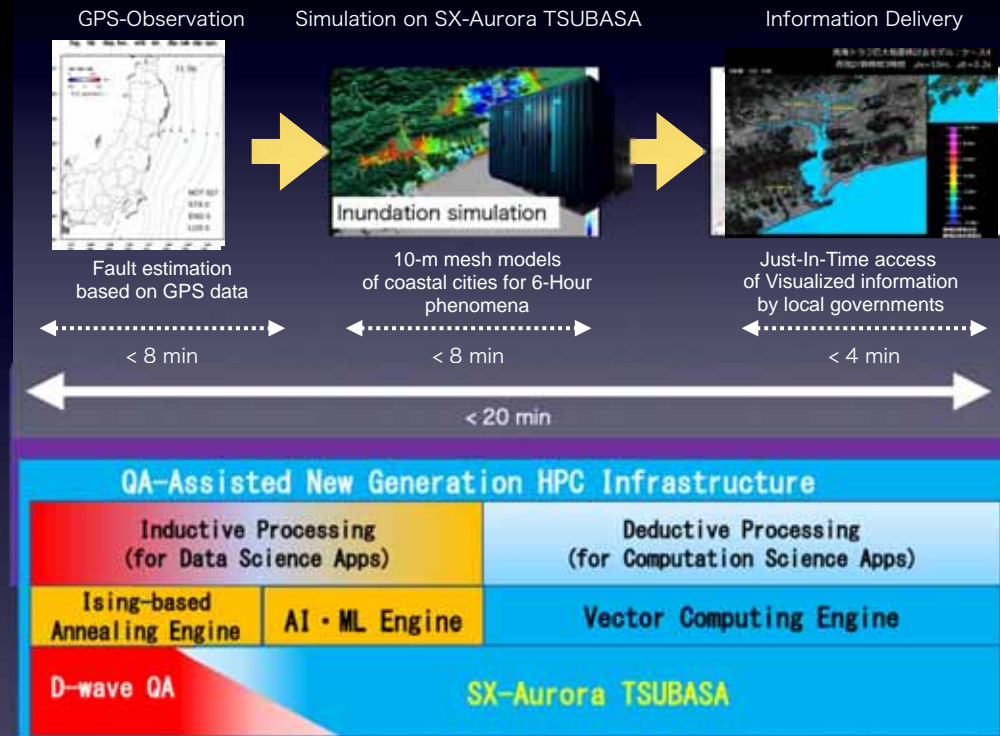 GPS-Observation
Simulation on SX-Aurora TSUBASA
Information Delivery
Inundation simulation
Fault estimation
based on GPS data
10-m mesh models
of coastal cities for 6-Hour
phenomena
Just-In-Time access
of Visualized information
by local governments
< 8 min
< 8 min
< 4 min
< 20 min
QA-Assisted New Generation HPC Infrastructure
Inductive Processing
(for Data Science Apps)
Deductive Processing
(for Computation Science Apps)
Ising-based
Annealing Engine
AI・ML Engine
Vector Computing Engine
D-wave QA
SX-Aurora TSUBASA